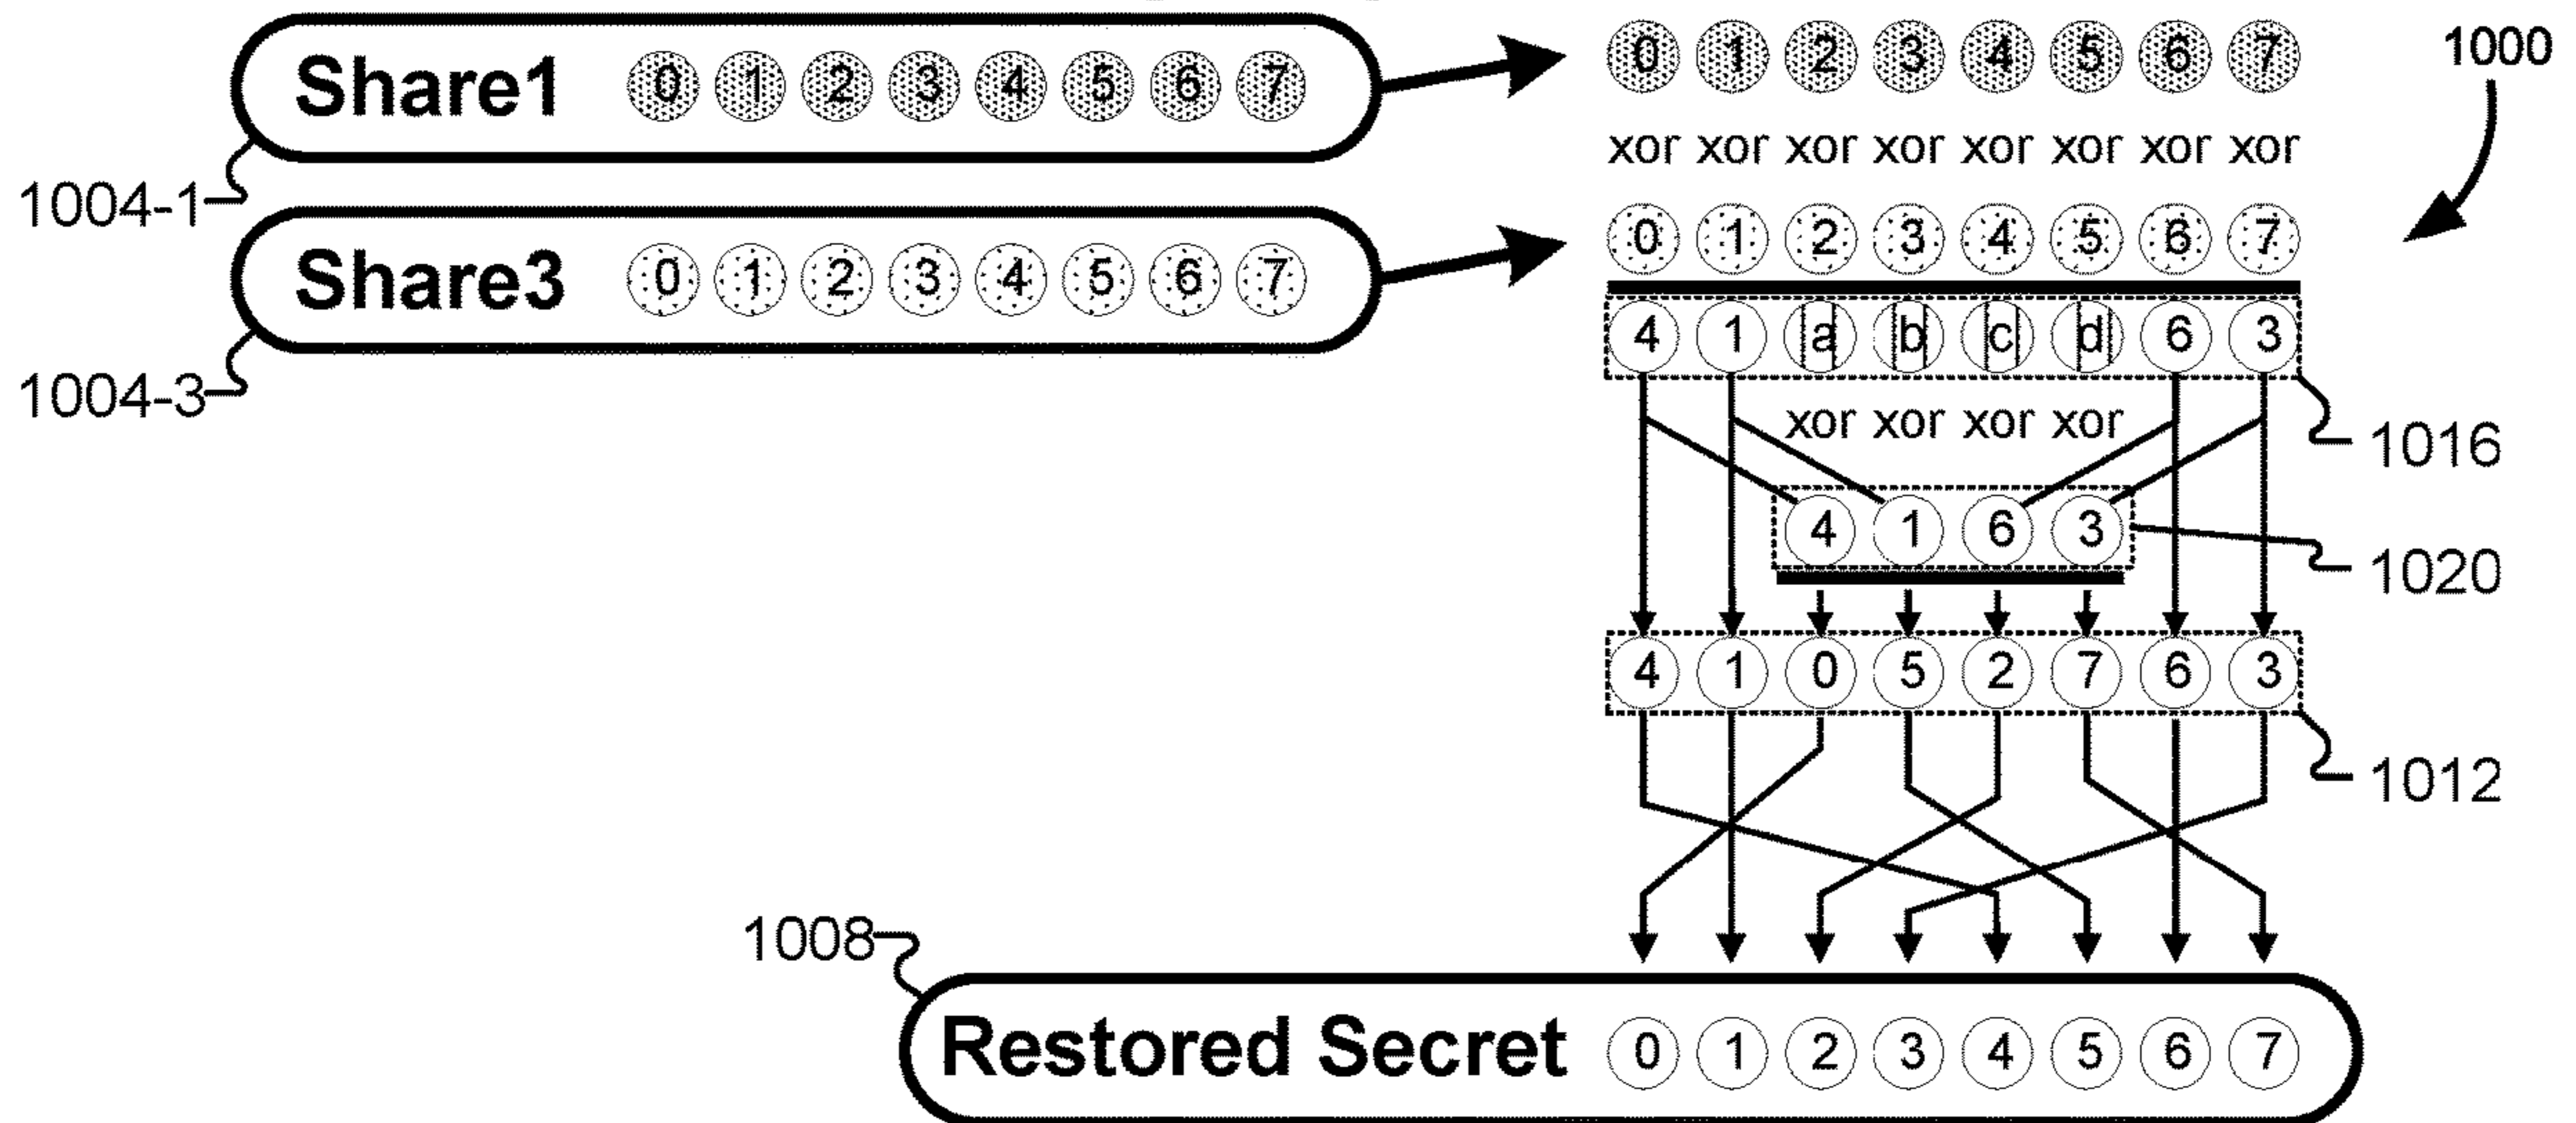 Share1 0 1 2 3 4 5 6 7
0 1 2 3 4 5 6 7
1000
xor xor xor xor xor xor xor xor
1004-1
Share3 0 1 2 3 4 5 6 7
0 1 2 3 4 5 6 7
4 1 a b c d 6 3
1004-3
xor xor xor xor
1016
4 1 6 3
1020
4 1 0 5 2 7 6 3
1012
1008
Restored Secret 0 1 2 3 4 5 6 7